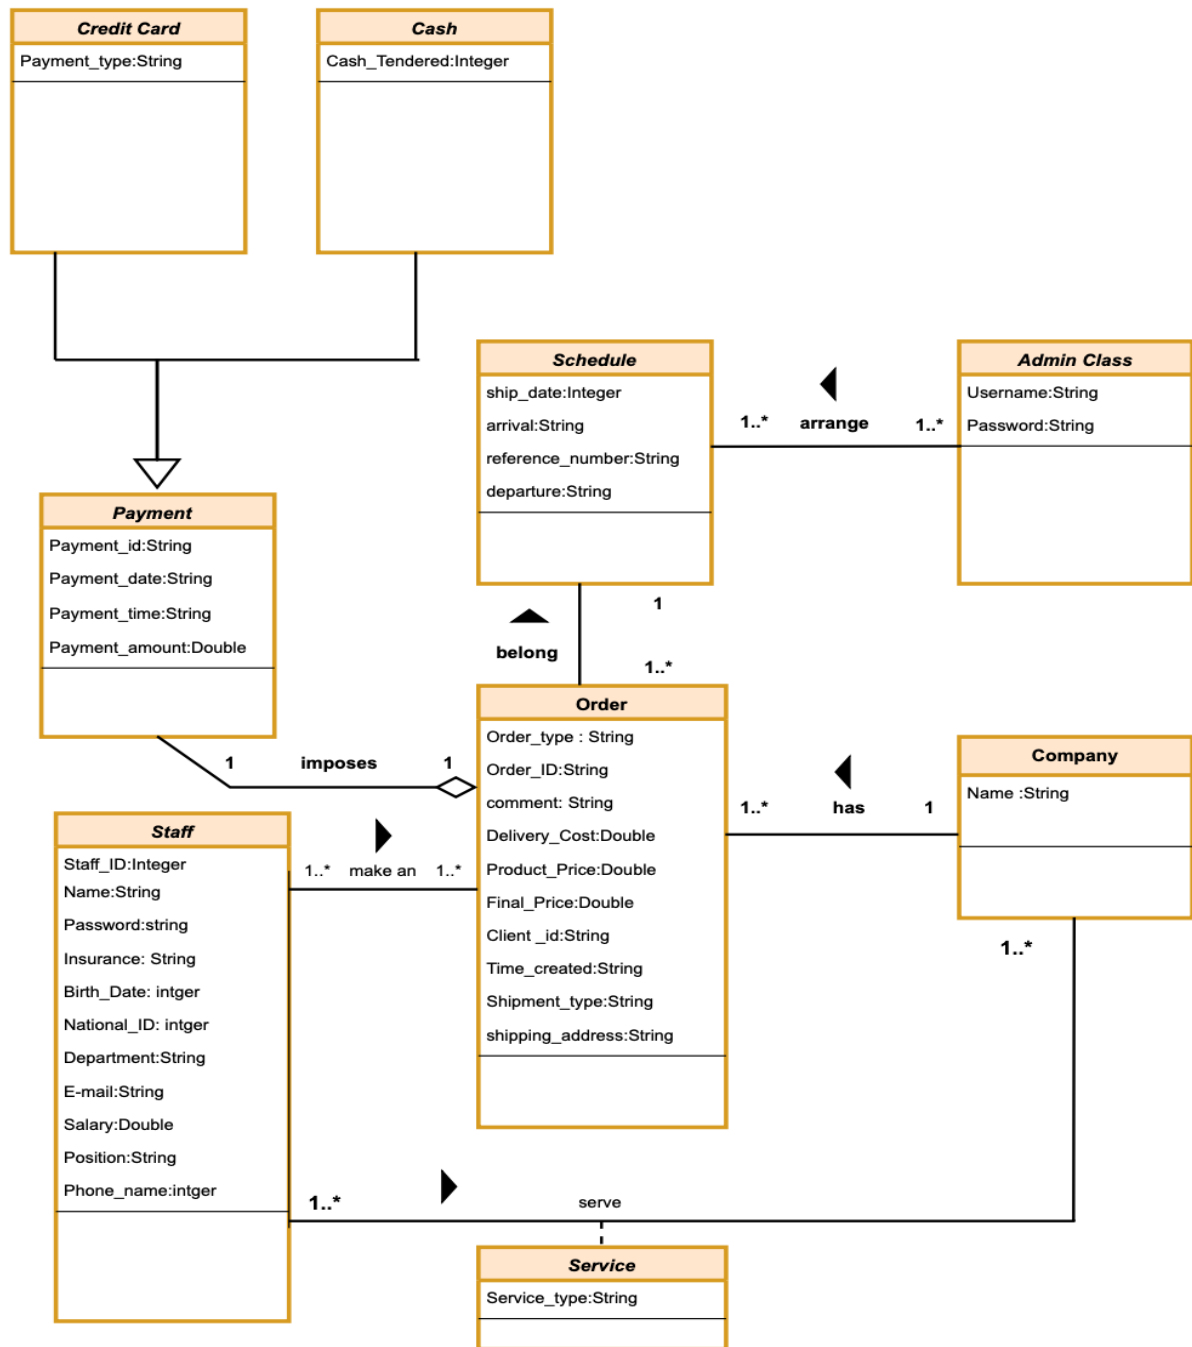 Credit Card
Payment_type:String
Cash
Cash_Tendered:Integer
Schedule
ship_date:Integer
arrival:String
reference_number:String
departure:String
1..* arrange 1..*
Admin Class
Username:String
Password:String
Payment
Payment_id:String
Payment_date:String
Payment_time:String
Payment_amount:Double
1
belong
1..*
1 imposes 1
Order
Order_type : String
Order_ID:String
comment: String
Delivery_Cost:Double
Product_Price:Double
Final_Price:Double
Client _id:String
Time_created:String
Shipment_type:String
shipping_address:String
1..* has 1
Company
Name :String
1..*
Staff
Staff_ID:Integer
Name:String
Password:string
Insurance: String
Birth_Date: intger
National_ID: intger
Department:String
E-mail:String
Salary:Double
Position:String
Phone_name:intger
1..* make an 1..*
1..*
serve
Service
Service_type:String